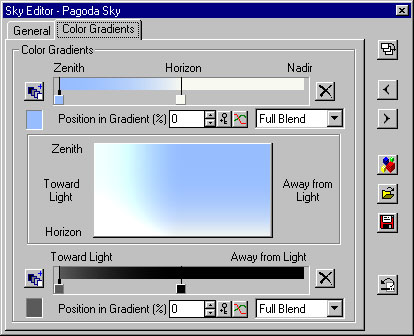 Sky Editor - Pagoda Sky
General
Color Gradients
Color Gradients
Zenith Horizon Nadir
Position in Gradient (%) 0 Full Blend
Zenith
Toward
Light
Away from
Light
Horizon
Toward Light Away from Light
Position in Gradient (%) 0 Full Blend